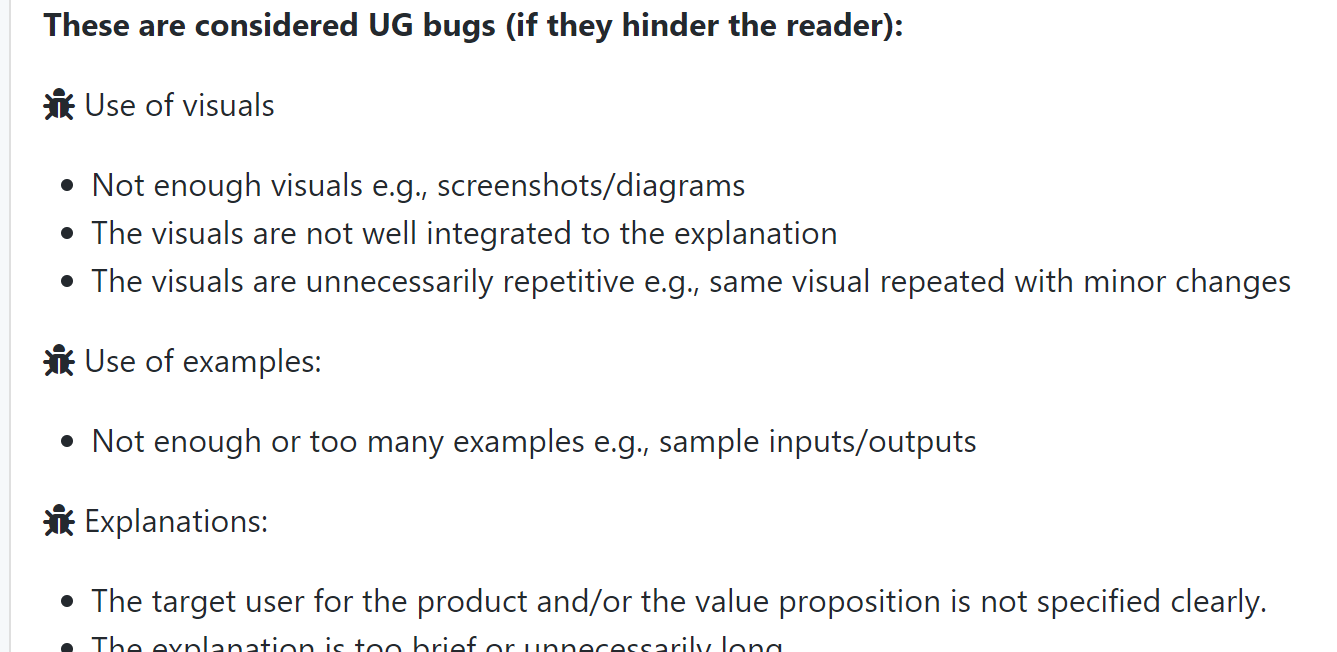 These are considered UG bugs (if they hinder the reader):
Use of visuals
Not enough visuals e.g., screenshots/diagrams
The visuals are not well integrated to the explanation
The visuals are unnecessarily repetitive e.g., same visual repeated with minor changes
Use of examples:
Not enough or too many examples e.g., sample inputs/outputs
Explanations:
The target user for the product and/or the value proposition is not specified clearly.
The explanation is too brief or unnecessarily long